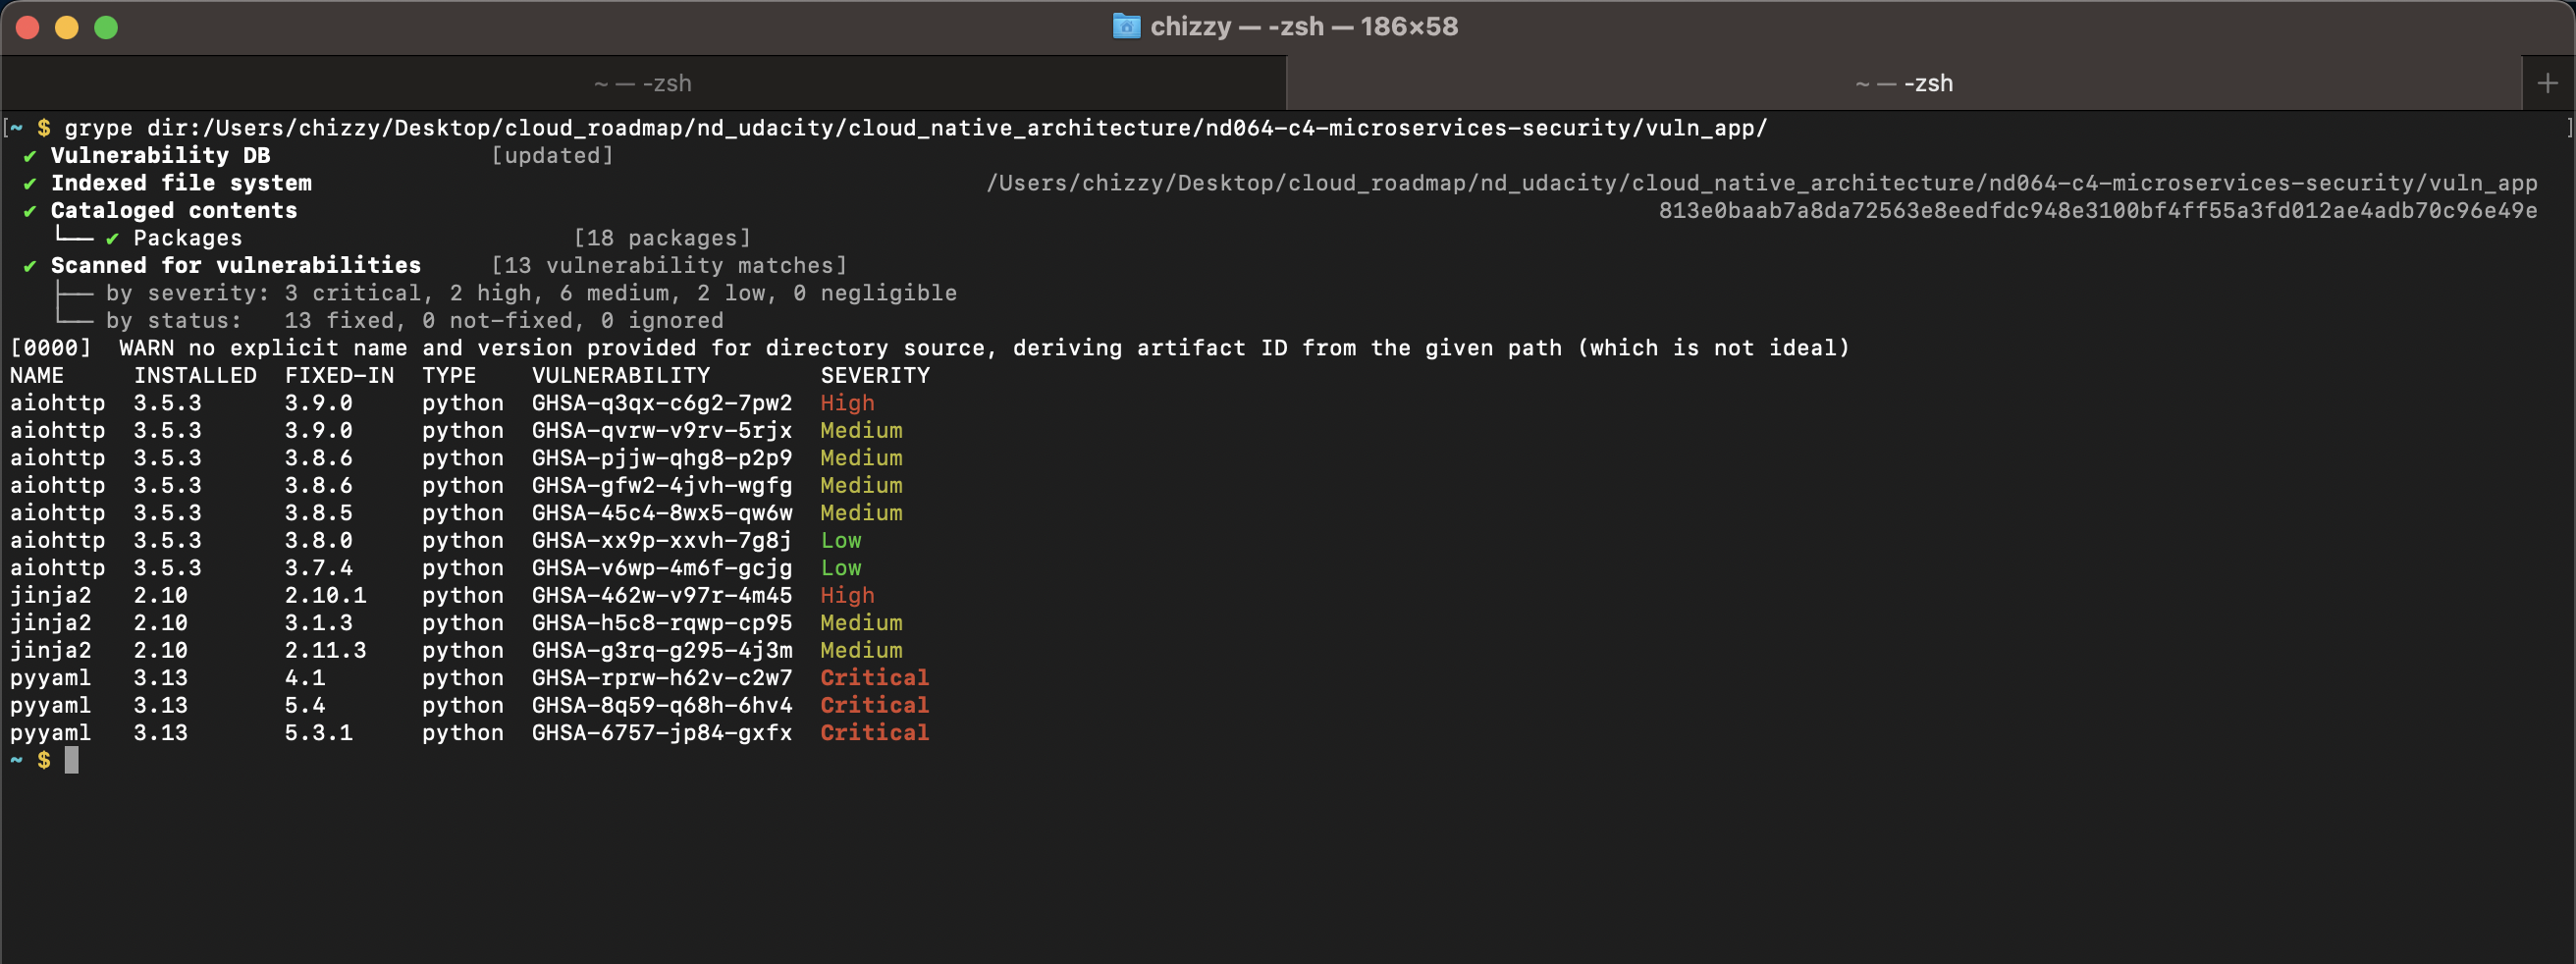 chizzy — -zsh — 186×58
~ — -zsh
~ — -zsh
+
[~ $ grype dir:/Users/chizzy/Desktop/cloud_roadmap/nd_udacity/cloud_native_architecture/nd064-c4-microservices-security/vuln_app/ ]
✔ Vulnerability DB [updated]
✔ Indexed file system /Users/chizzy/Desktop/cloud_roadmap/nd_udacity/cloud_native_architecture/nd064-c4-microservices-security/vuln_app
✔ Cataloged contents 813e0baab7a8da72563e8eedfdc948e3100bf4ff55a3fd012ae4adb70c96e49e
└── ✔ Packages [18 packages]
✔ Scanned for vulnerabilities [13 vulnerability matches]
├── by severity: 3 critical, 2 high, 6 medium, 2 low, 0 negligible
└── by status: 13 fixed, 0 not-fixed, 0 ignored
[0000] WARN no explicit name and version provided for directory source, deriving artifact ID from the given path (which is not ideal)
NAME INSTALLED FIXED-IN TYPE VULNERABILITY SEVERITY
aiohttp 3.5.3 3.9.0 python GHSA-q3qx-c6g2-7pw2 High
aiohttp 3.5.3 3.9.0 python GHSA-qvrw-v9rv-5rjx Medium
aiohttp 3.5.3 3.8.6 python GHSA-pjjw-qhg8-p2p9 Medium
aiohttp 3.5.3 3.8.6 python GHSA-gfw2-4jvh-wgfg Medium
aiohttp 3.5.3 3.8.5 python GHSA-45c4-8wx5-qw6w Medium
aiohttp 3.5.3 3.8.0 python GHSA-xx9p-xxvh-7g8j Low
aiohttp 3.5.3 3.7.4 python GHSA-v6wp-4m6f-gcjg Low
jinja2 2.10 2.10.1 python GHSA-462w-v97r-4m45 High
jinja2 2.10 3.1.3 python GHSA-h5c8-rqwp-cp95 Medium
jinja2 2.10 2.11.3 python GHSA-g3rq-g295-4j3m Medium
pyyaml 3.13 4.1 python GHSA-rprw-h62v-c2w7 Critical
pyyaml 3.13 5.4 python GHSA-8q59-q68h-6hv4 Critical
pyyaml 3.13 5.3.1 python GHSA-6757-jp84-gxfx Critical
~ $